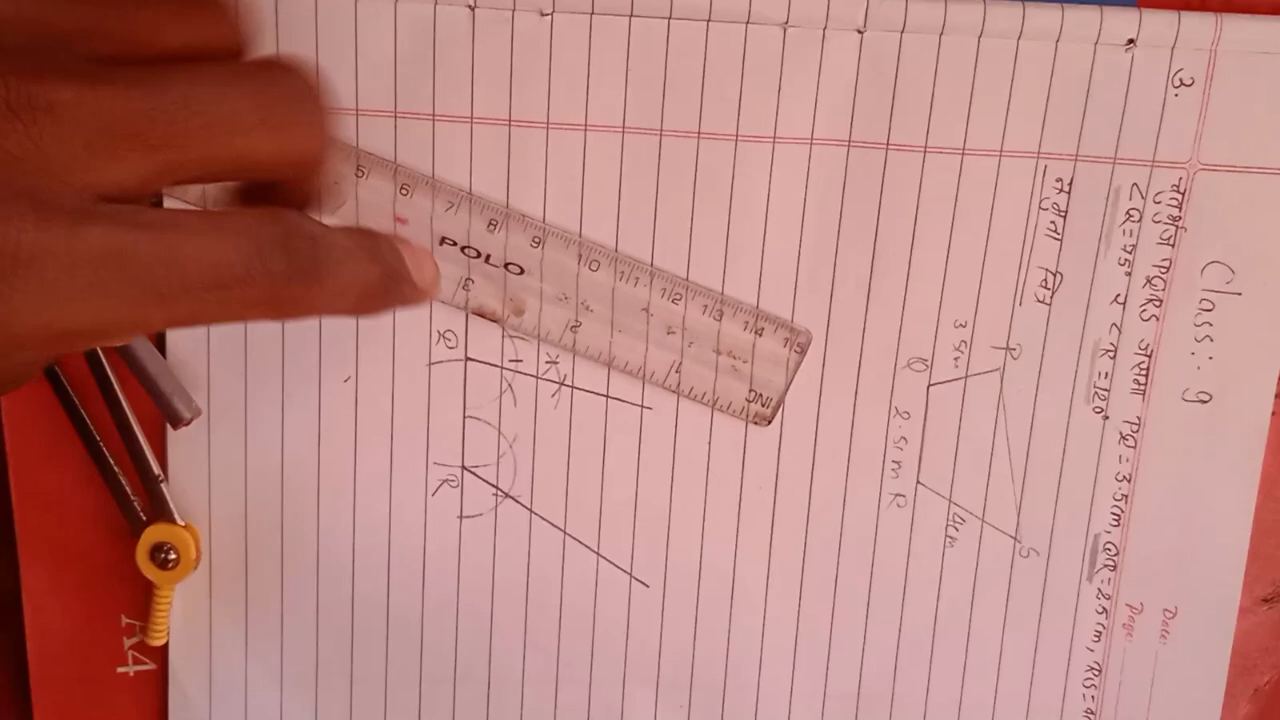 Class: 9
Date:
Page:
3. चतुर्भुज PQRS जसमा PQ = 3.5cm, QR = 2.5cm, RS = 4
∠Q = 75° र ∠R = 120°
नमुना चित्र
P
S
3.5cm
4cm
Q
2.5cm R
Q
R
5 6 7 8 9 10 11 12 13 14 15
POLO
3 2 1 INC
A4